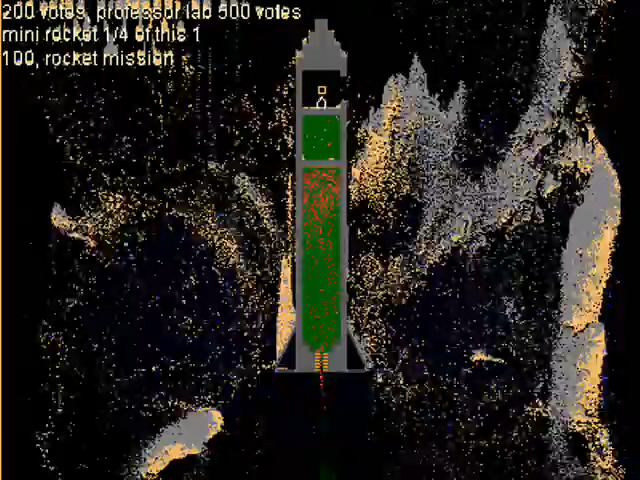 200 votes, professor lab 500 votes
mini rocket 1/4 of this 1
100, rocket mission